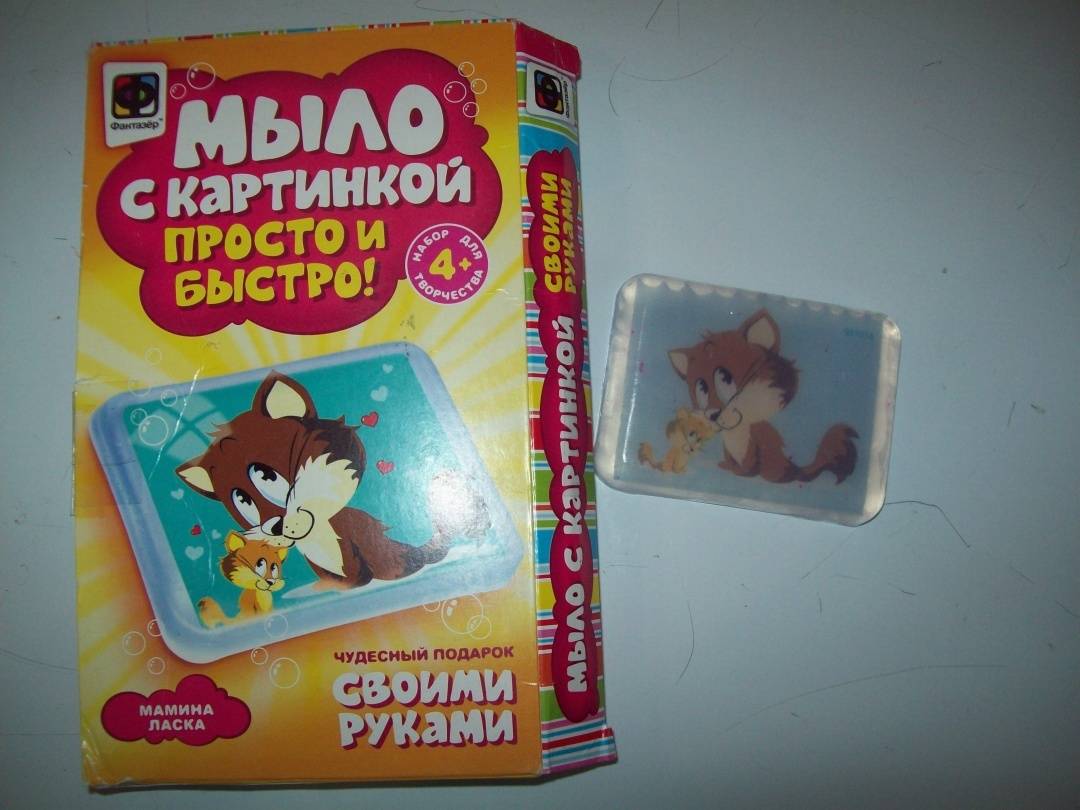 Фантазёр™
МЫЛО
С КАРТИНКОЙ
ПРОСТО И
БЫСТРО!
НАБОР ДЛЯ
4+
ТВОРЧЕСТВА
ЧУДЕСНЫЙ ПОДАРОК
СВОИМИ
РУКАМИ
МАМИНА
ЛАСКА
Фантазёр
МЫЛО С КАРТИНКОЙ
СВОИМИ
РУКАМИ